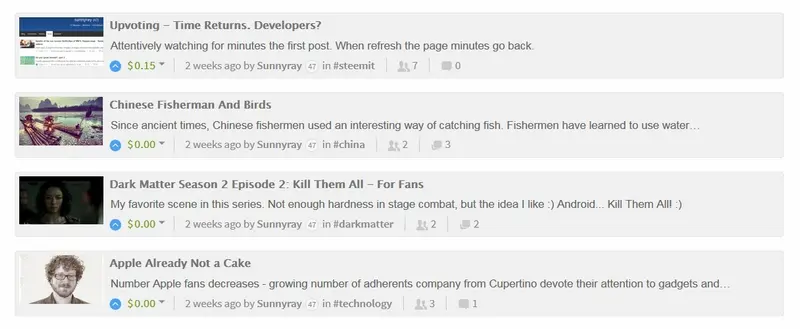 Upvoting – Time Returns. Developers?
Attentively watching for minutes the first post. When refresh the page minutes go back.
$0.15 2 weeks ago by Sunnyray 47 in #steemit 7 0
Chinese Fisherman And Birds
Since ancient times, Chinese fishermen used an interesting way of catching fish. Fishermen have learned to use water…
$0.00 2 weeks ago by Sunnyray 47 in #china 2 3
Dark Matter Season 2 Episode 2: Kill Them All – For Fans
My favorite scene in this series. Not enough hardness in stage combat, but the idea I like :) Android... Kill Them All! :)
$0.00 2 weeks ago by Sunnyray 47 in #darkmatter 2 2
Apple Already Not a Cake
Number Apple fans decreases - growing number of adherents company from Cupertino devote their attention to gadgets and…
$0.00 2 weeks ago by Sunnyray 47 in #technology 3 1